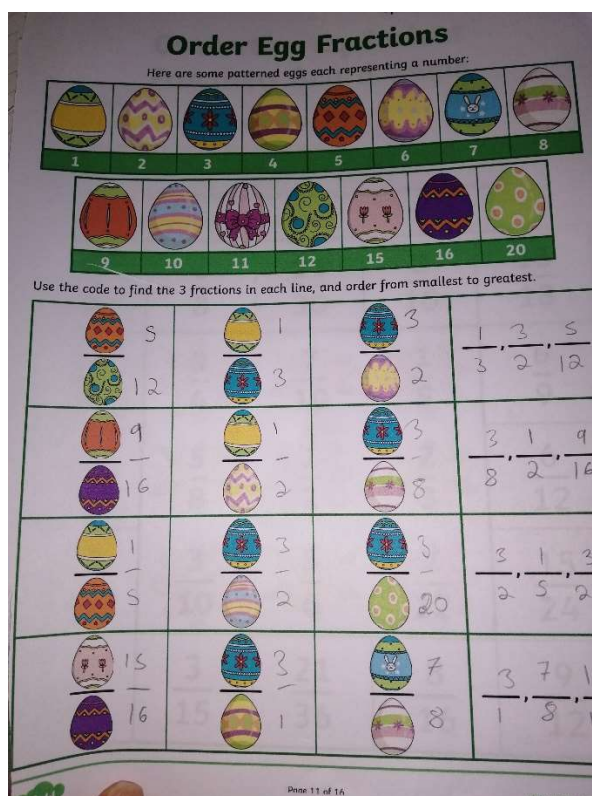 Order Egg Fractions
Here are some patterned eggs each representing a number:
1 2 3 4 5 6 7 8
9 10 11 12 15 16 20
Use the code to find the 3 fractions in each line, and order from smallest to greatest.
5 1 3 1 , 3 , 5
12 3 2 3 2 12
9 1 3 3 , 1 , 9
16 2 8 8 2 16
1 3 3 3 , 1 , 3
5 2 20 2 5 2
15 3 7 3 , 7 , 1
16 1 8 1 8
Page 11 of 16